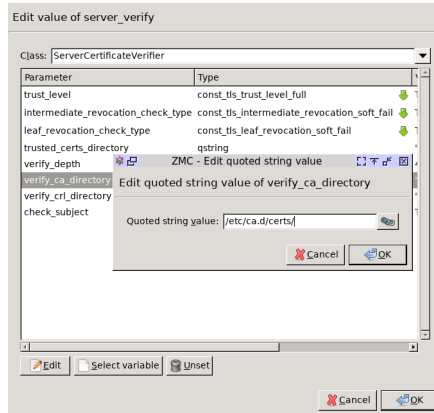 Edit value of server_verify
Class: ServerCertificateVerifier
Parameter Type
trust_level const_tls_trust_level_full
intermediate_revocation_check_type const_tls_intermediate_revocation_soft_fail
leaf_revocation_check_type const_tls_leaf_revocation_soft_fail
trusted_certs_directory qstring
verify_depth
verify_ca_directory
verify_crl_directory
check_subject
ZMC - Edit quoted string value
Edit quoted string value of verify_ca_directory
Quoted string value: /etc/ca.d/certs/
Cancel OK
Edit Select variable Unset
Cancel OK